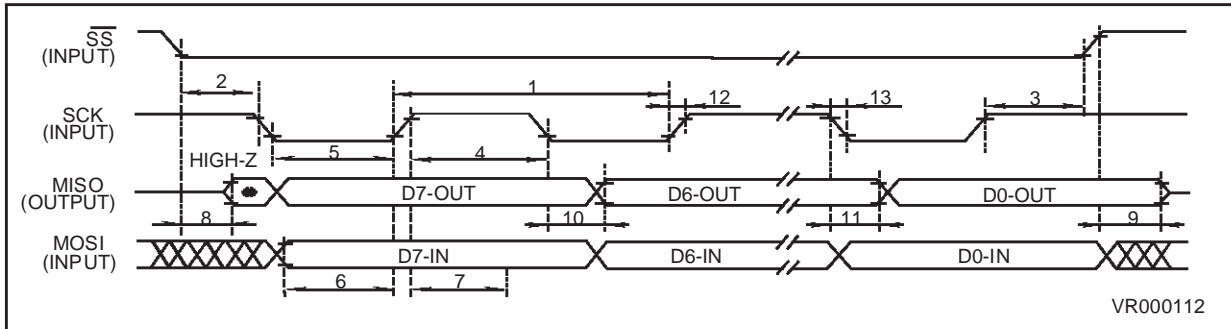 SS
(INPUT)
2
1
12
13
3
SCK
(INPUT)
5
4
HIGH-Z
MISO
(OUTPUT)
D7-OUT
D6-OUT
D0-OUT
8
10
11
9
MOSI
(INPUT)
D7-IN
D6-IN
D0-IN
6
7
VR000112